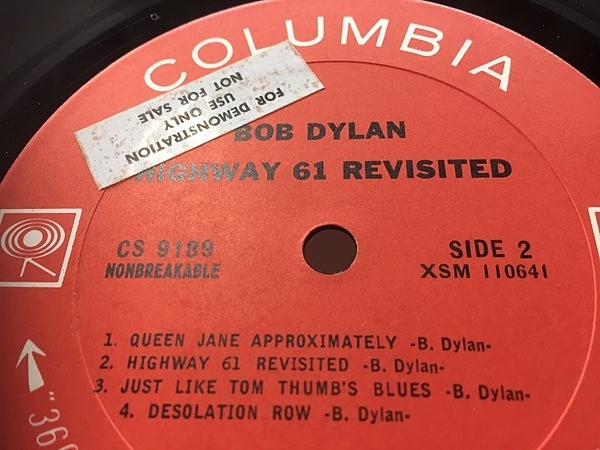 COLUMBIA
FOR DEMONSTRATION
USE ONLY
NOT FOR SALE
BOB DYLAN
HIGHWAY 61 REVISITED
CS 9189
NONBREAKABLE
SIDE 2
XSM 110641
1. QUEEN JANE APPROXIMATELY -B. Dylan-
2. HIGHWAY 61 REVISITED -B. Dylan-
3. JUST LIKE TOM THUMB'S BLUES -B. Dylan-
4. DESOLATION ROW -B. Dylan-
"360